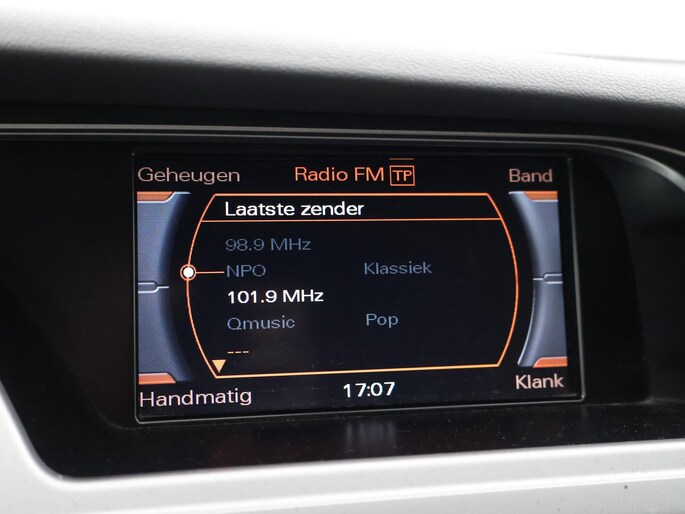 Geheugen Radio FM TP Band
Laatste zender
98.9 MHz
NPO Klassiek
101.9 MHz
Qmusic Pop
---
Handmatig 17:07 Klank